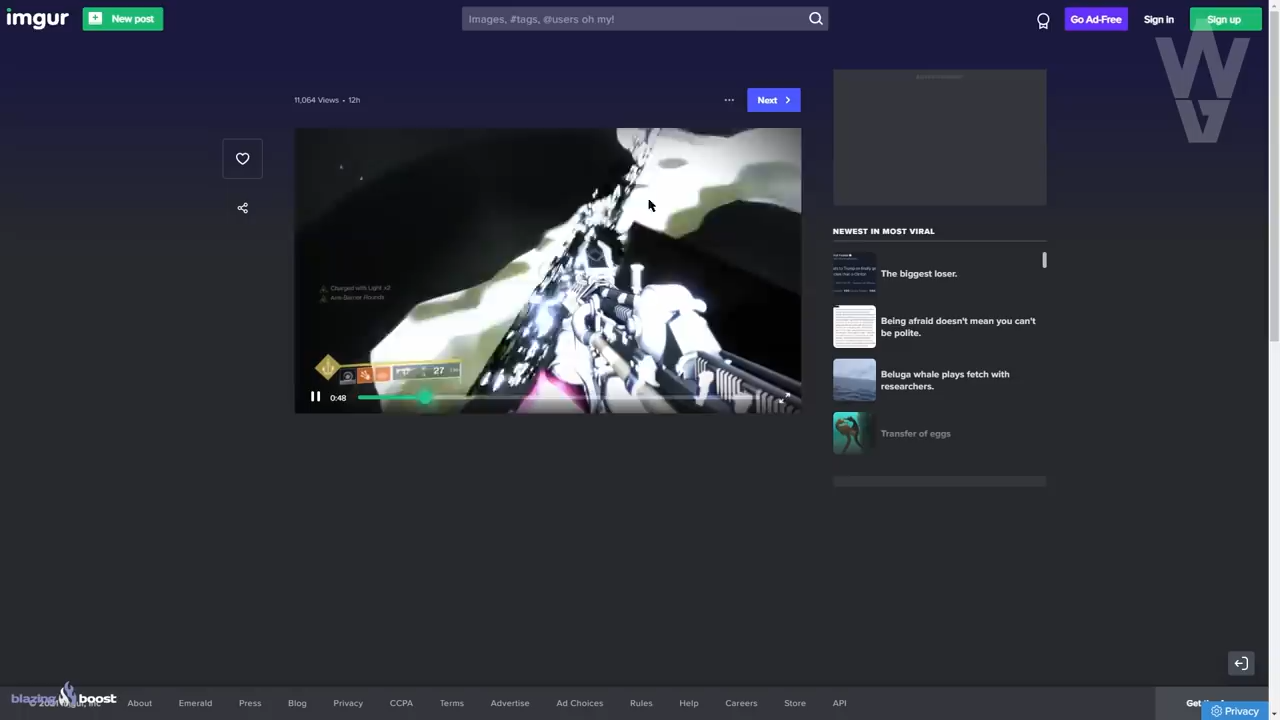 imgur
New post
Images, #tags, @users oh my!
Go Ad-Free
Sign in
Sign up
WG
11,064 Views • 12h
Next
ADVERTISEMENT
NEWEST IN MOST VIRAL
The biggest loser.
Being afraid doesn't mean you can't
be polite.
Beluga whale plays fetch with
researchers.
Transfer of eggs
Charged with Light x2
Anti-Barrier Rounds
27
0:48
blazing boost
About
Emerald
Press
Blog
Privacy
CCPA
Terms
Advertise
Ad Choices
Rules
Help
Careers
Store
API
Get
Privacy